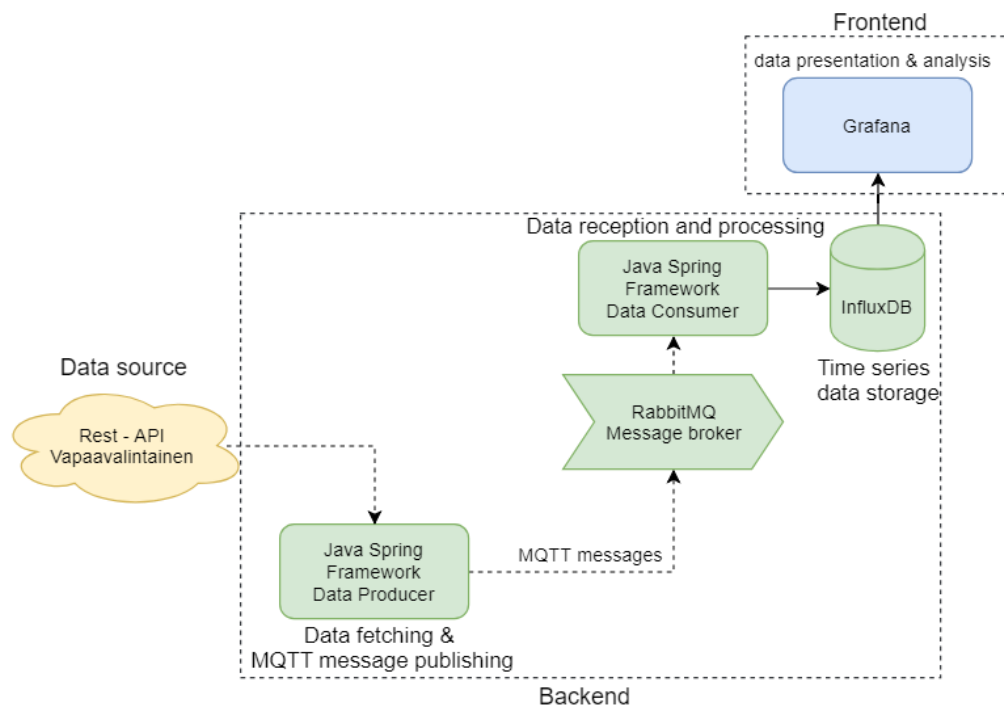 Frontend
data presentation & analysis
Grafana
Data reception and processing
Java Spring
Framework
Data Consumer
InfluxDB
Time series
data storage
Data source
Rest - API
Vapaavalintainen
RabbitMQ
Message broker
Java Spring
Framework
Data Producer
MQTT messages
Data fetching &
MQTT message publishing
Backend